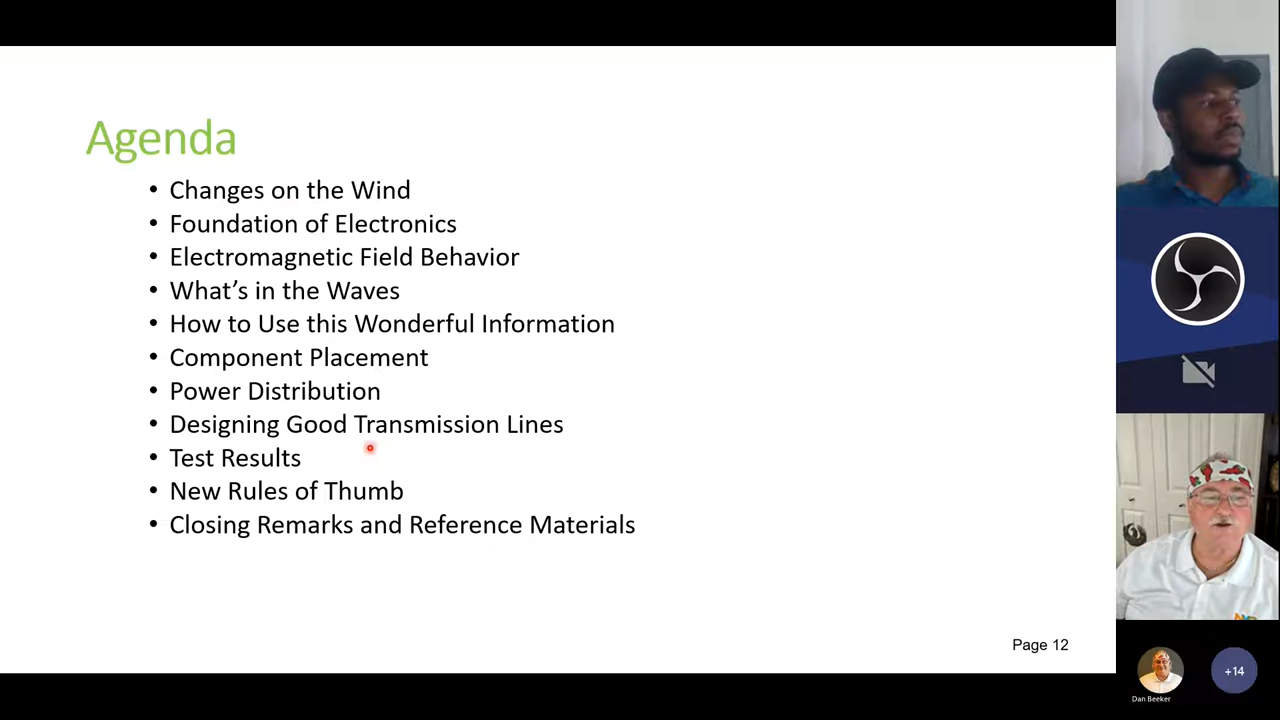 Agenda
• Changes on the Wind
• Foundation of Electronics
• Electromagnetic Field Behavior
• What's in the Waves
• How to Use this Wonderful Information
• Component Placement
• Power Distribution
• Designing Good Transmission Lines
• Test Results
• New Rules of Thumb
• Closing Remarks and Reference Materials
Page 12
Dan Beeker
+14